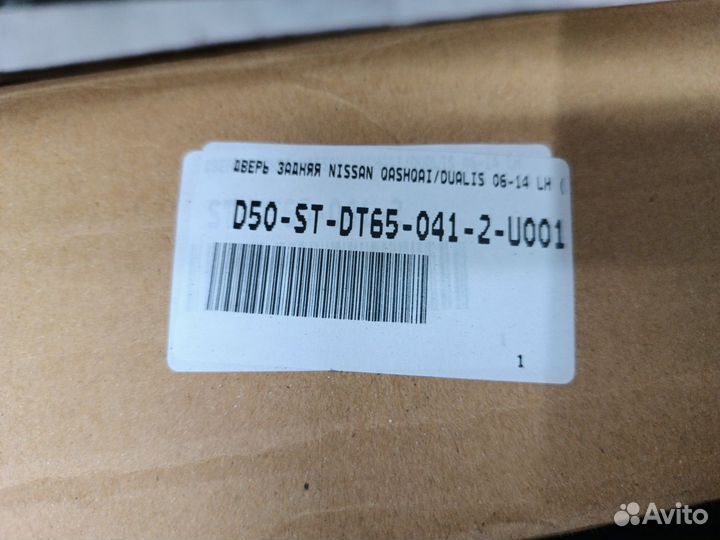 ДВЕРЬ ЗАДНЯЯ NISSAN QASHQAI/DUALIS 06-14 LH (
D50-ST-DT65-041-2-U001
1
Avito